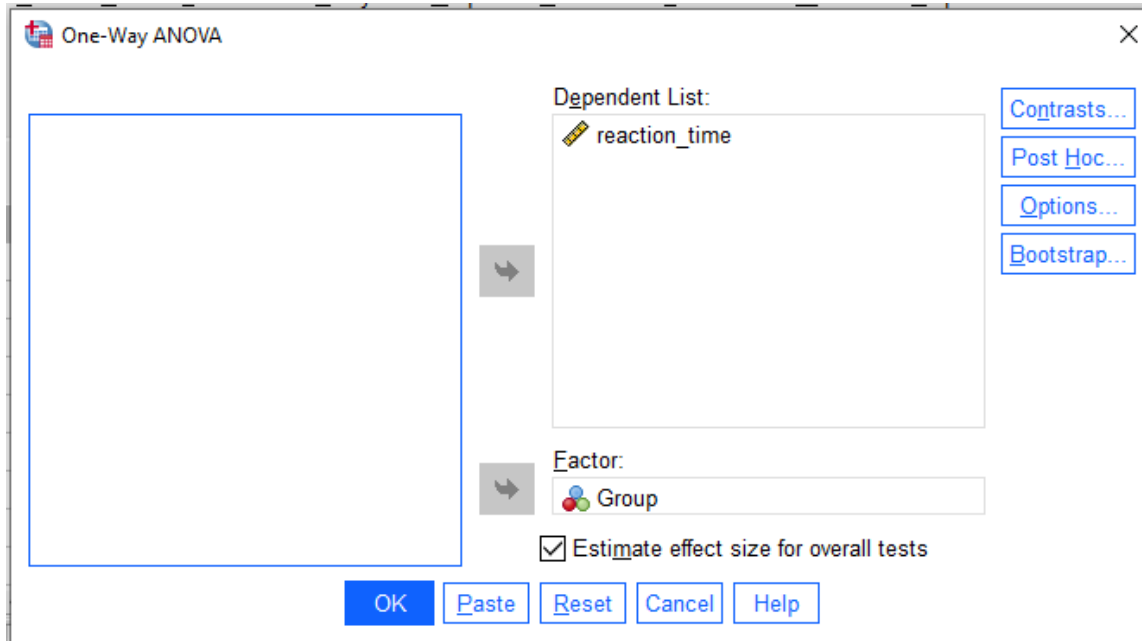 One-Way ANOVA
Dependent List:
reaction_time
Contrasts...
Post Hoc...
Options...
Bootstrap...
Factor:
Group
Estimate effect size for overall tests
OK Paste Reset Cancel Help